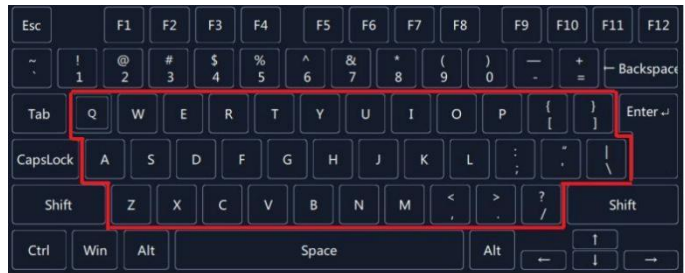 Esc F1 F2 F3 F4 F5 F6 F7 F8 F9 F10 F11 F12
~ ! @ # $ % ^ & * ( ) — +
` 1 2 3 4 5 6 7 8 9 0 - = ← Backspace
Tab Q W E R T Y U I O P { } Enter ↵
[ ]
CapsLock A S D F G H J K L : " |
; ' \
Shift Z X C V B N M < > ? Shift
, . /
Ctrl Win Alt Space Alt ← ↑ ↓ →